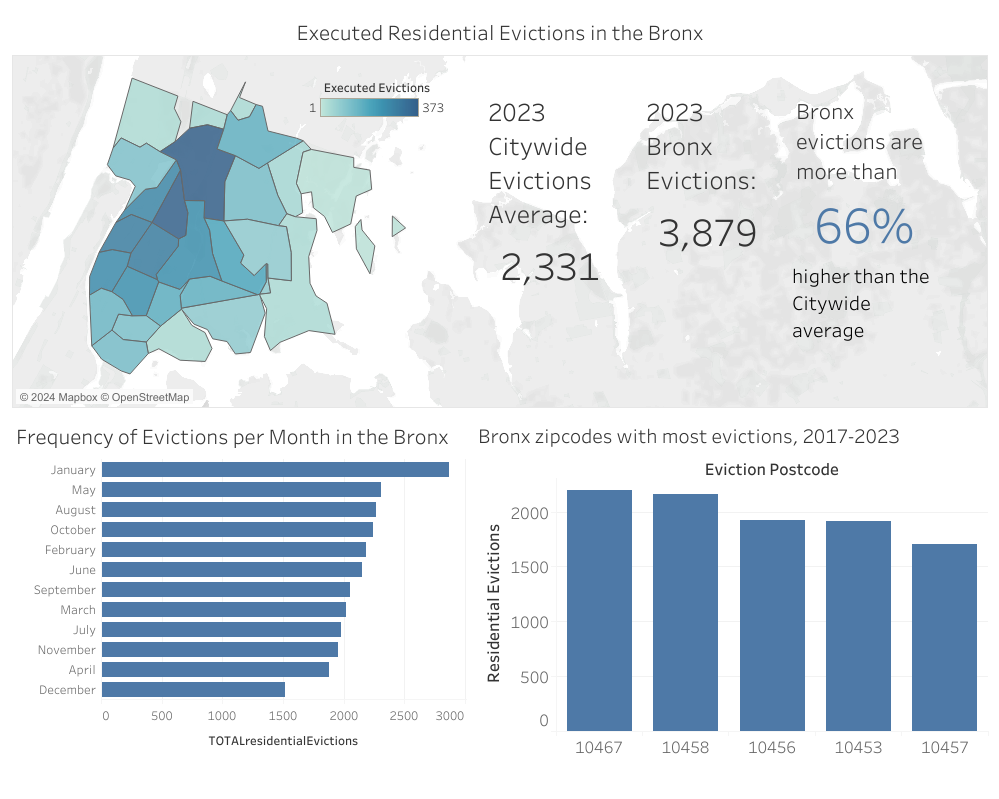 Executed Residential Evictions in the Bronx
Executed Evictions
1 373
2023
Citywide
Evictions
Average:
2,331
2023
Bronx
Evictions:
3,879
Bronx
evictions are
more than
66%
higher than the
Citywide
average
© 2024 Mapbox © OpenStreetMap
Frequency of Evictions per Month in the Bronx
January
May
August
October
February
June
September
March
July
November
April
December
0 500 1000 1500 2000 2500 3000
TOTALresidentialEvictions
Bronx zipcodes with most evictions, 2017-2023
Eviction Postcode
Residential Evictions
2000
1500
1000
500
0
10467 10458 10456 10453 10457